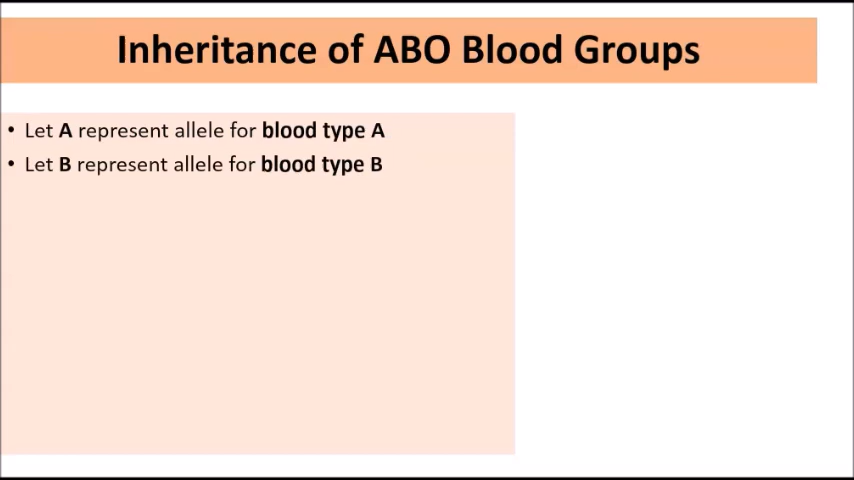 Inheritance of ABO Blood Groups
• Let A represent allele for blood type A
• Let B represent allele for blood type B